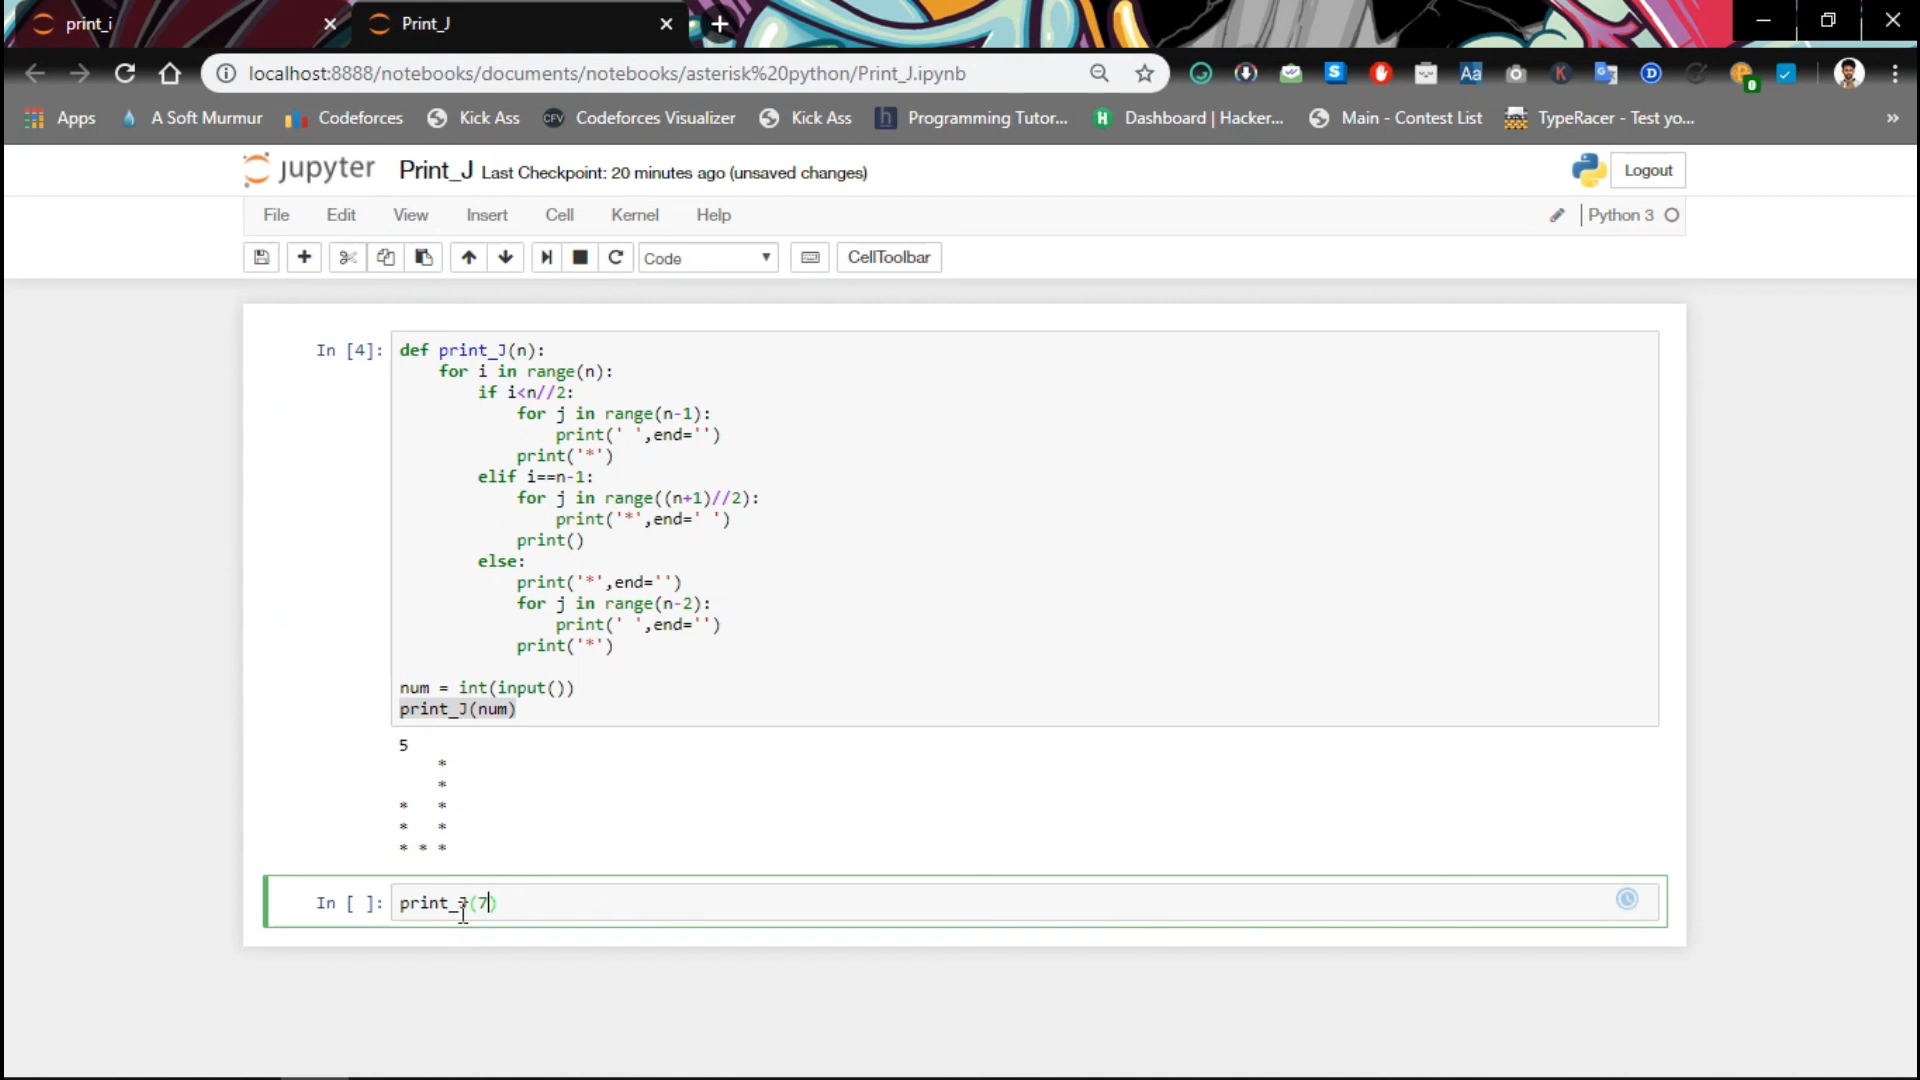 print_i
Print_J
localhost:8888/notebooks/documents/notebooks/asterisk%20python/Print_J.ipynb
Apps
A Soft Murmur
Codeforces
Kick Ass
CFV
Codeforces Visualizer
Kick Ass
h
Programming Tutor...
H
Dashboard | Hacker...
Main - Contest List
TypeRacer - Test yo...
»
jupyter
Print_J Last Checkpoint: 20 minutes ago (unsaved changes)
Logout
File Edit View Insert Cell Kernel Help
Python 3
Code
CellToolbar
In [4]:
def print_J(n):
    for i in range(n):
        if i<n//2:
            for j in range(n-1):
                print(' ',end='')
            print('*')
        elif i==n-1:
            for j in range((n+1)//2):
                print('*',end=' ')
            print()
        else:
            print('*',end='')
            for j in range(n-2):
                print(' ',end='')
            print('*')
num = int(input())
print_J(num)
5
    *
    *
*   *
*   *
* * *
In [ ]: print_J(7)